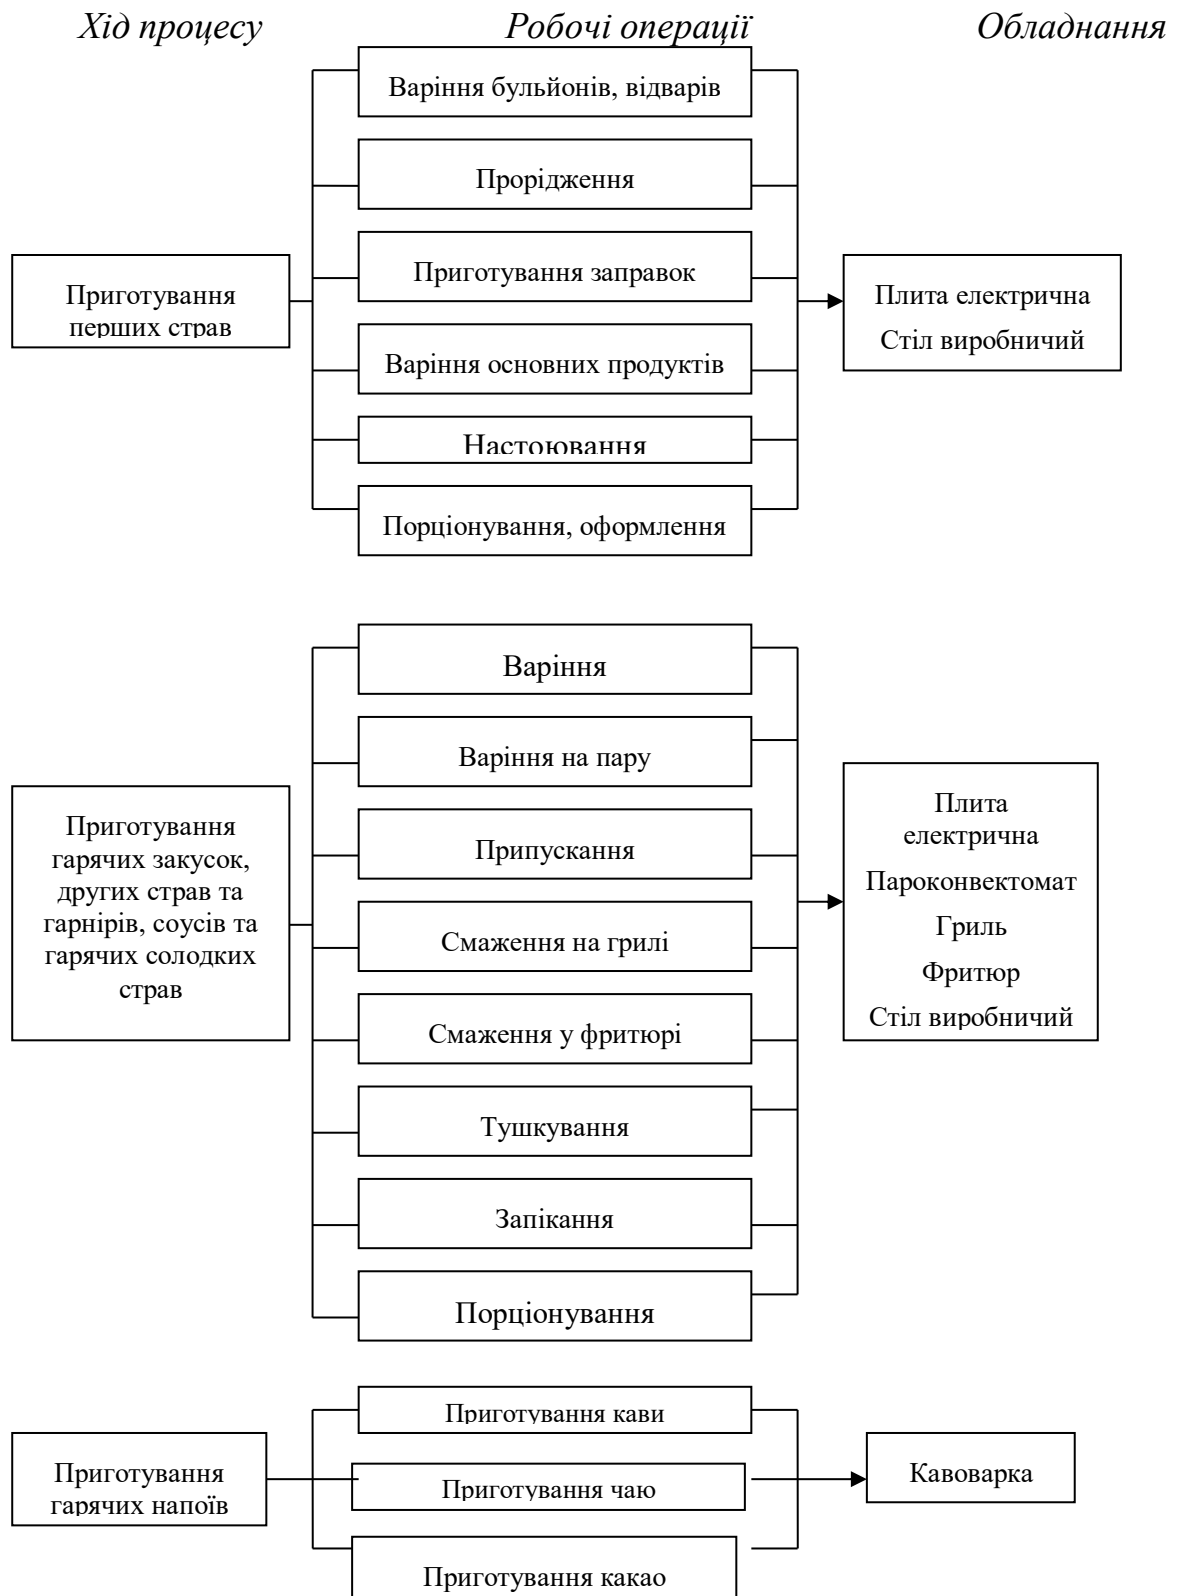 Хід процесу Робочі операції Обладнання
Варіння бульйонів, відварів
Прорідження
Приготування заправок
Варіння основних продуктів
Настоювання
Порціонування, оформлення
Приготування
перших страв
Плита електрична
Стіл виробничий
Варіння
Варіння на пару
Припускання
Смаження на грилі
Смаження у фритюрі
Тушкування
Запікання
Порціонування
Приготування
гарячих закусок,
других страв та
гарнірів, соусів та
гарячих солодких
страв
Плита
електрична
Пароконвектомат
Гриль
Фритюр
Стіл виробничий
Приготування кави
Приготування чаю
Приготування какао
Приготування
гарячих напоїв
Кавоварка